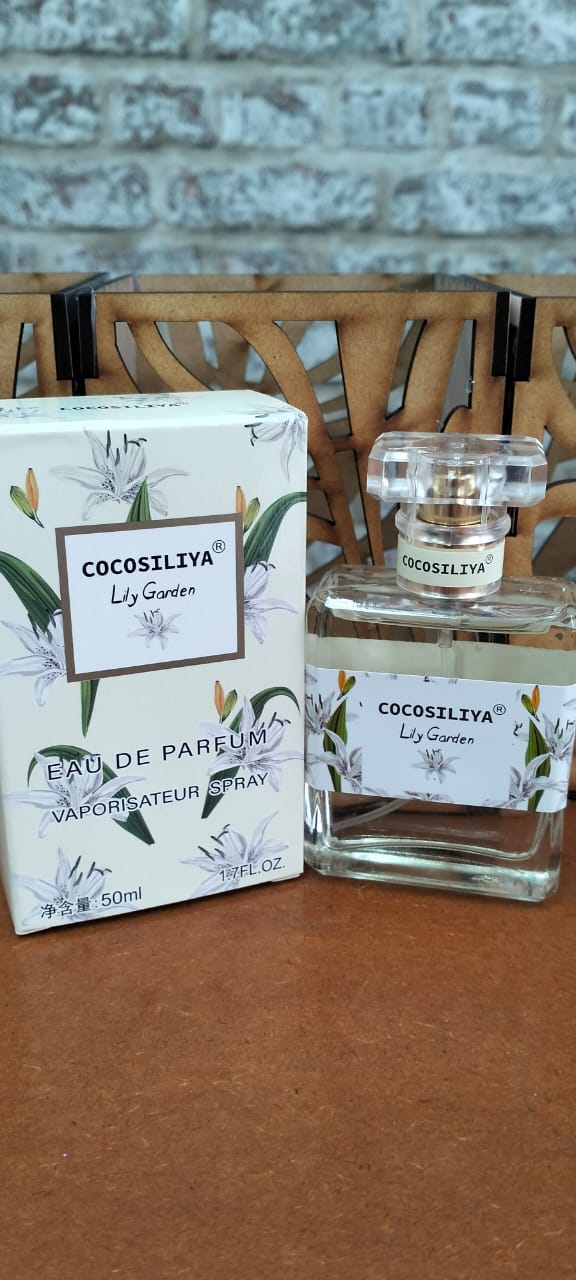 COCOSILIYA
COCOSILIYA®
Lily Garden
EAU DE PARFUM
VAPORISATEUR SPRAY
1.7FL.OZ.
净含量:50ml
COCOSILIYA®
COCOSILIYA®
Lily Garden